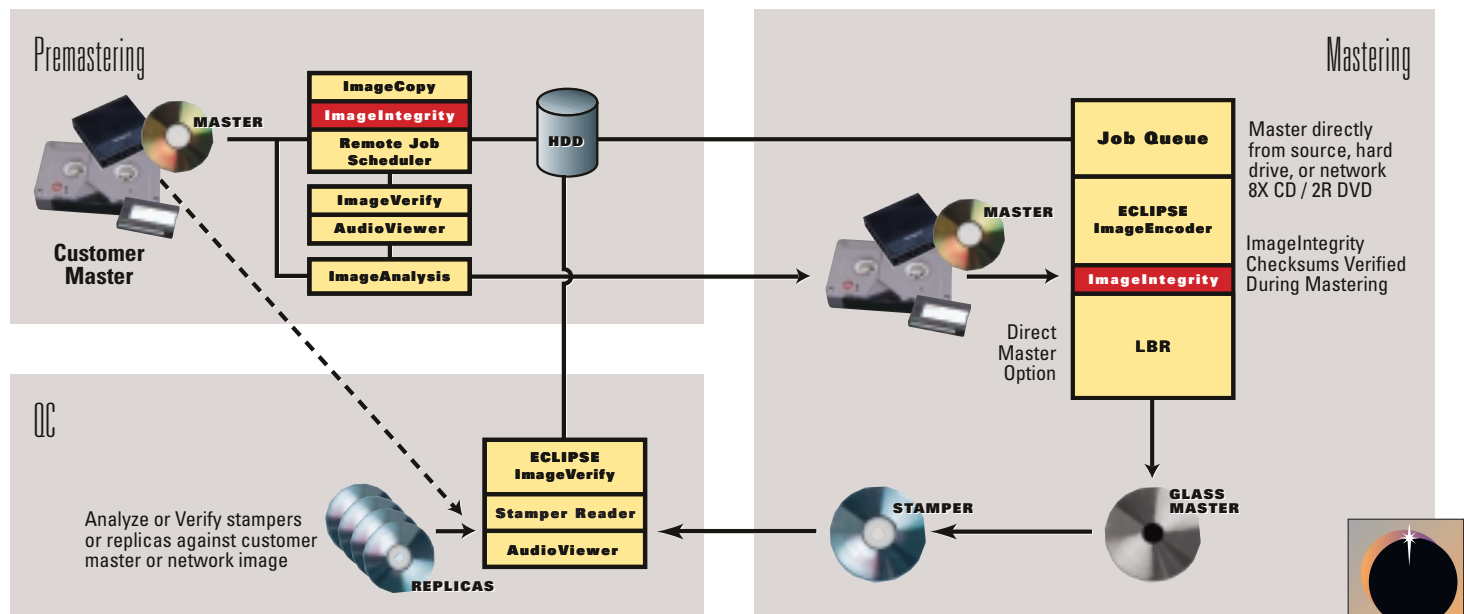 Premastering
MASTER
Customer
Master
ImageCopy
ImageIntegrity
Remote Job
Scheduler
ImageVerify
AudioViewer
ImageAnalysis
HDD
Mastering
MASTER
Direct
Master
Option
Job Queue
ECLIPSE
ImageEncoder
ImageIntegrity
LBR
Master directly
from source, hard
drive, or network
8X CD / 2R DVD
ImageIntegrity
Checksums Verified
During Mastering
QC
Analyze or Verify stampers
or replicas against customer
master or network image
REPLICAS
ECLIPSE
ImageVerify
Stamper Reader
AudioViewer
STAMPER
GLASS
MASTER